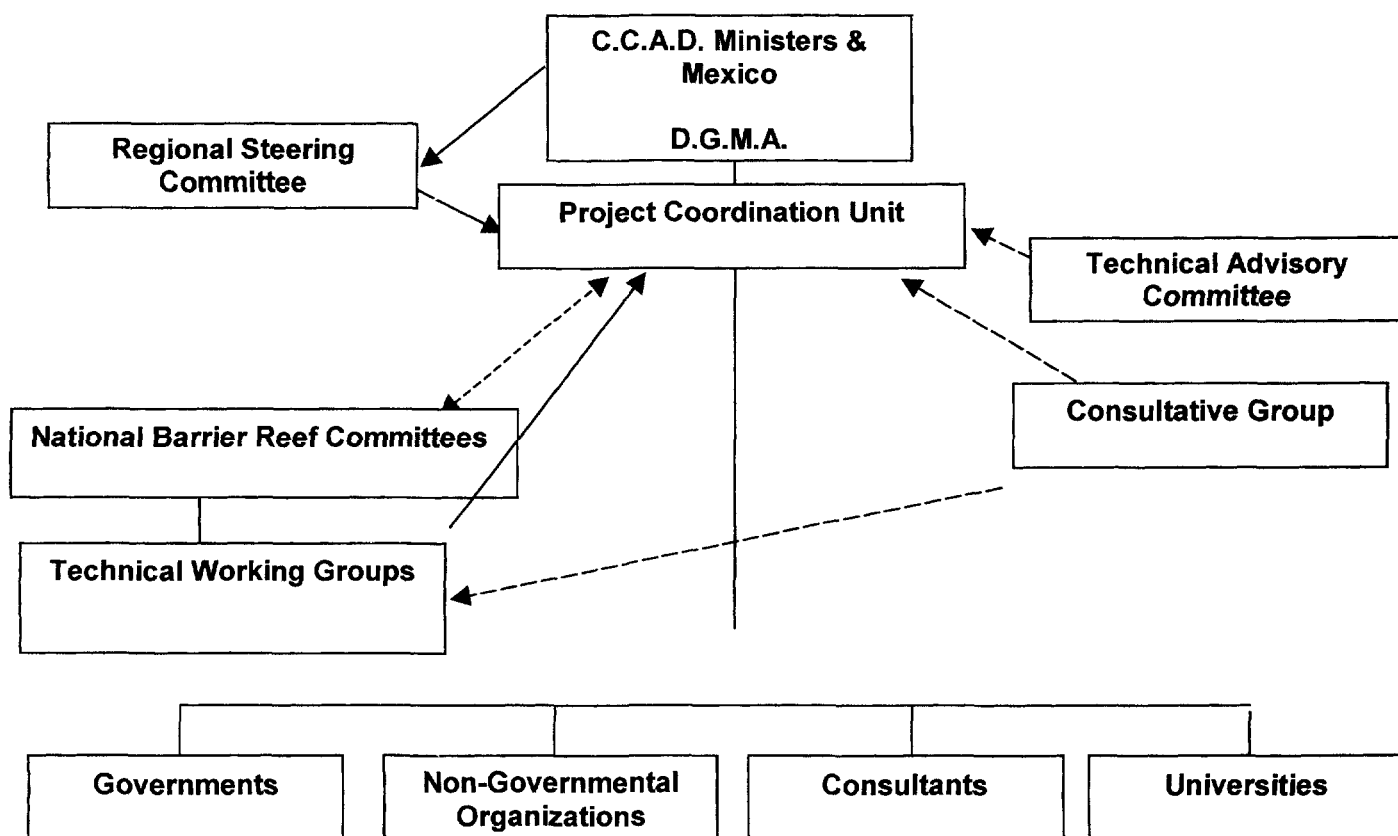 C.C.A.D. Ministers &
Mexico
D.G.M.A.
Regional Steering
Committee
Project Coordination Unit
Technical Advisory
Committee
National Barrier Reef Committees
Consultative Group
Technical Working Groups
Governments
Non-Governmental
Organizations
Consultants
Universities